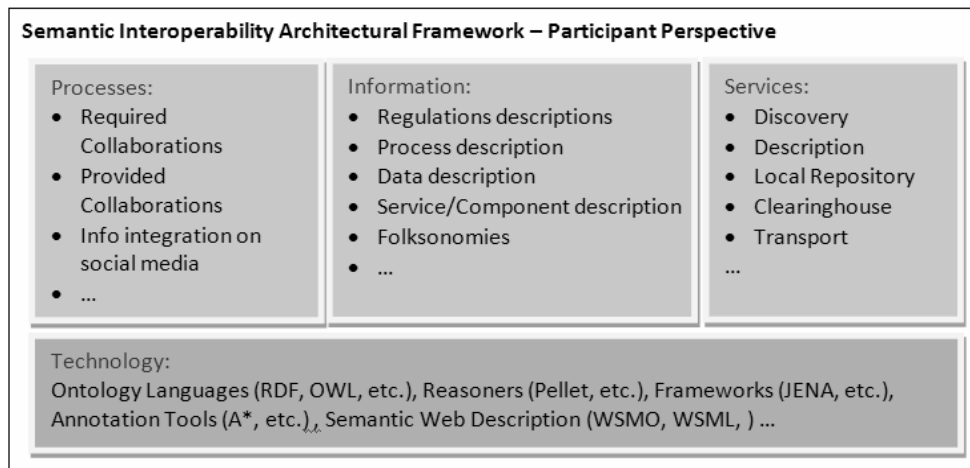 Semantic Interoperability Architectural Framework – Participant Perspective
Processes:
• Required
Collaborations
• Provided
Collaborations
• Info integration on
social media
• ...
Information:
• Regulations descriptions
• Process description
• Data description
• Service/Component description
• Folksonomies
• ...
Services:
• Discovery
• Description
• Local Repository
• Clearinghouse
• Transport
...
Technology:
Ontology Languages (RDF, OWL, etc.), Reasoners (Pellet, etc.), Frameworks (JENA, etc.),
Annotation Tools (A*, etc.) , Semantic Web Description (WSMO, WSML, ) ...